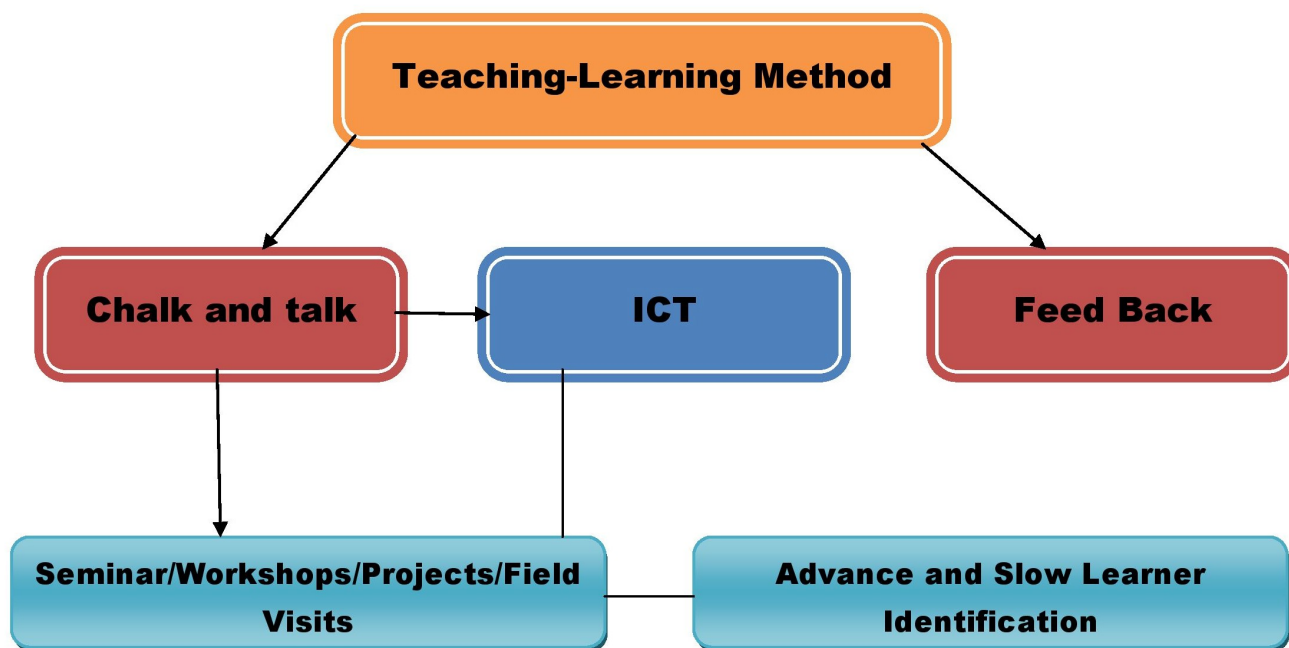 Teaching-Learning Method
Chalk and talk
ICT
Feed Back
Seminar/Workshops/Projects/Field
Visits
Advance and Slow Learner
Identification